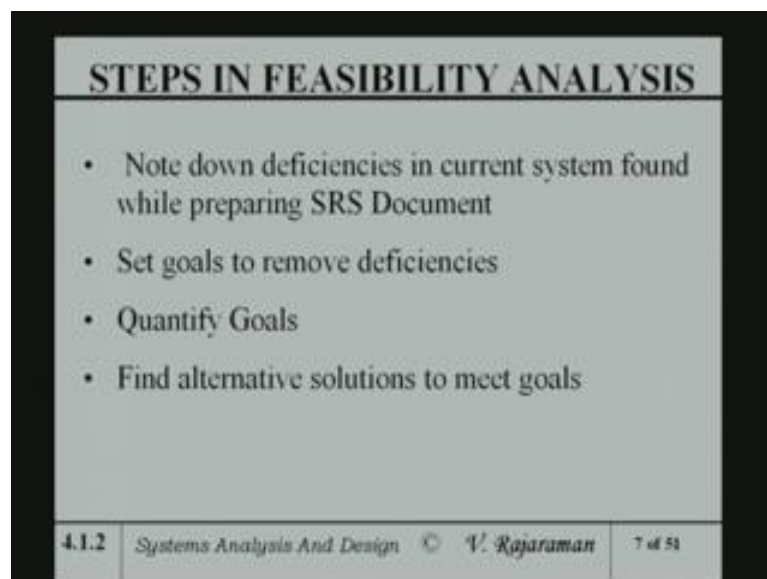 STEPS IN FEASIBILITY ANALYSIS
• Note down deficiencies in current system found
while preparing SRS Document
• Set goals to remove deficiencies
• Quantify Goals
• Find alternative solutions to meet goals
4.1.2 Systems Analysis And Design © V. Rajaraman 7 of 51